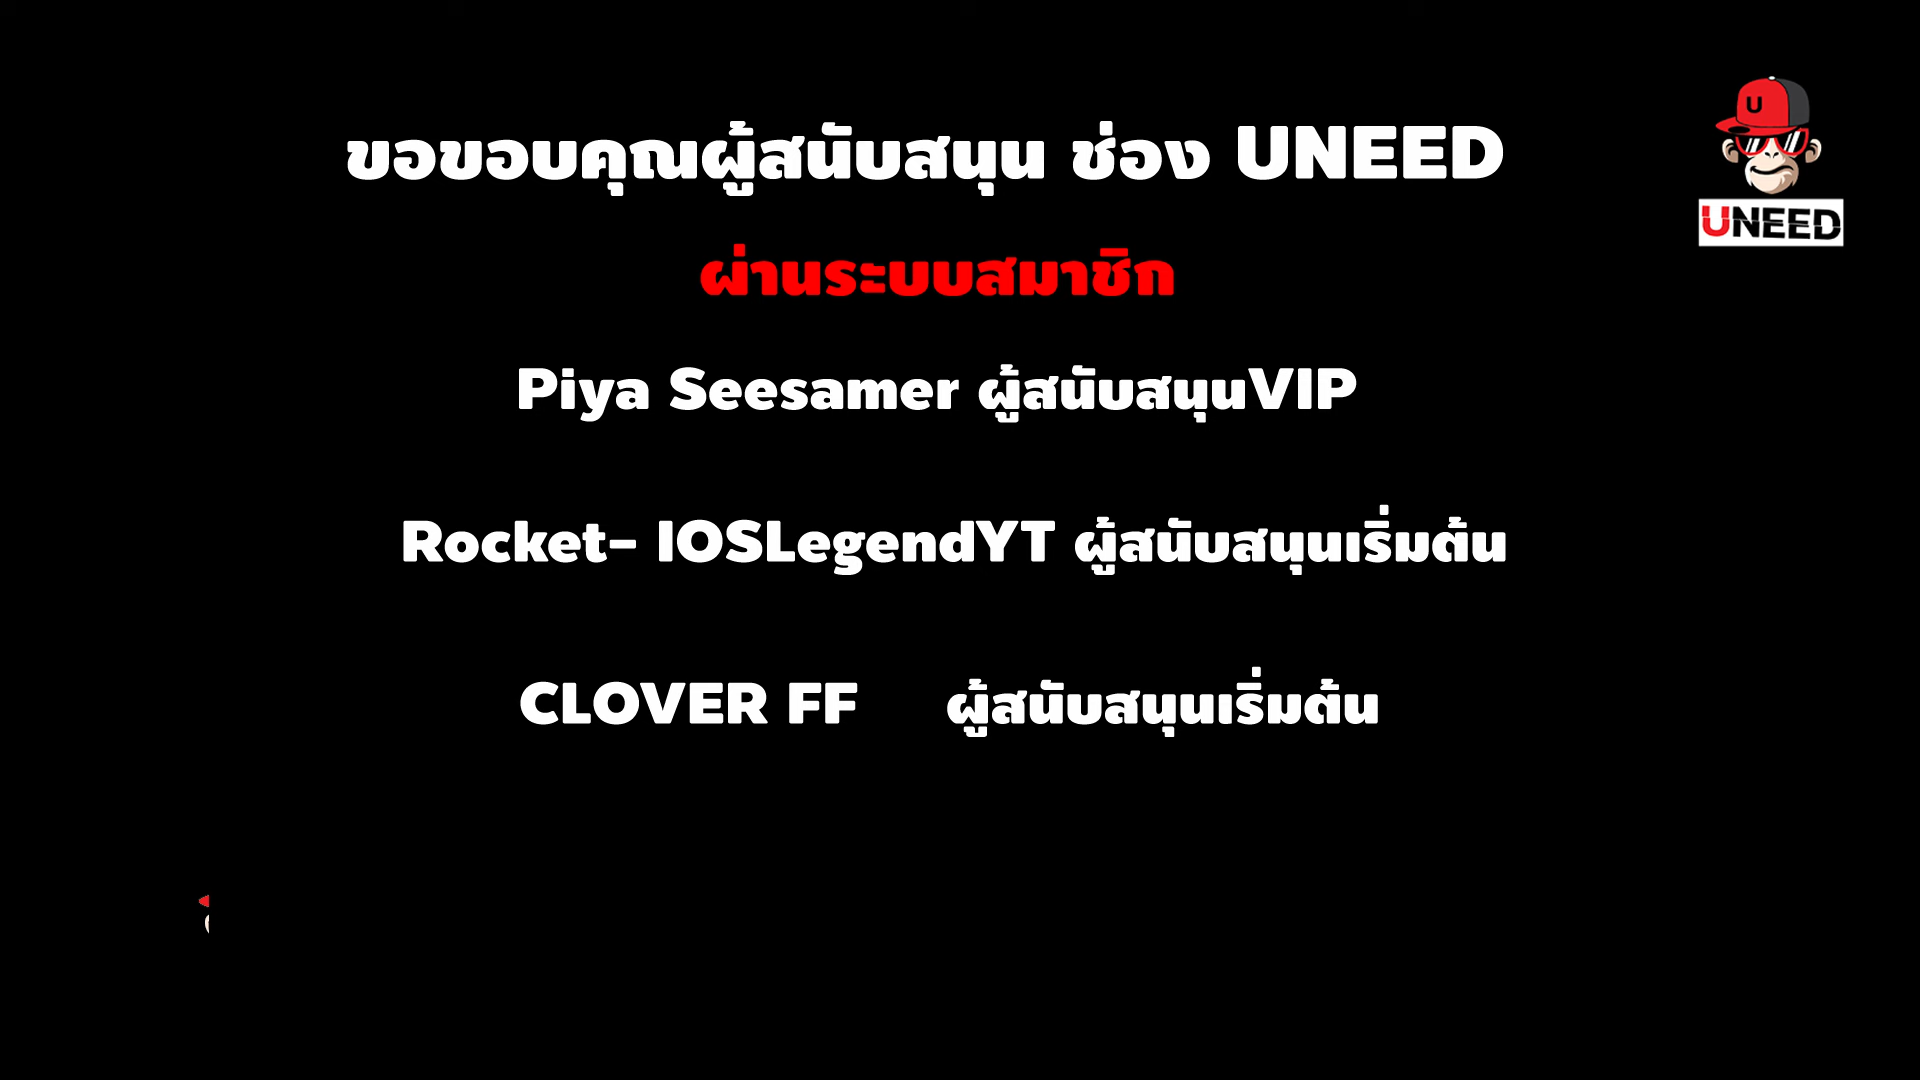 ขอขอบคุณผู้สนับสนุน ช่อง UNEED
U
UNEED
ผ่านระบบสมาชิก
Piya Seesamer ผู้สนับสนุนVIP
Rocket- IOSLegendYT ผู้สนับสนุนเริ่มต้น
CLOVER FF ผู้สนับสนุนเริ่มต้น